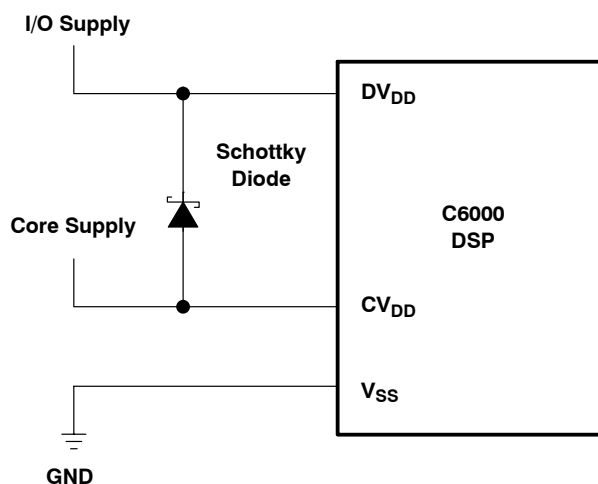 I/O Supply
DVDD
Schottky
Diode
C6000
DSP
Core Supply
CVDD
VSS
GND